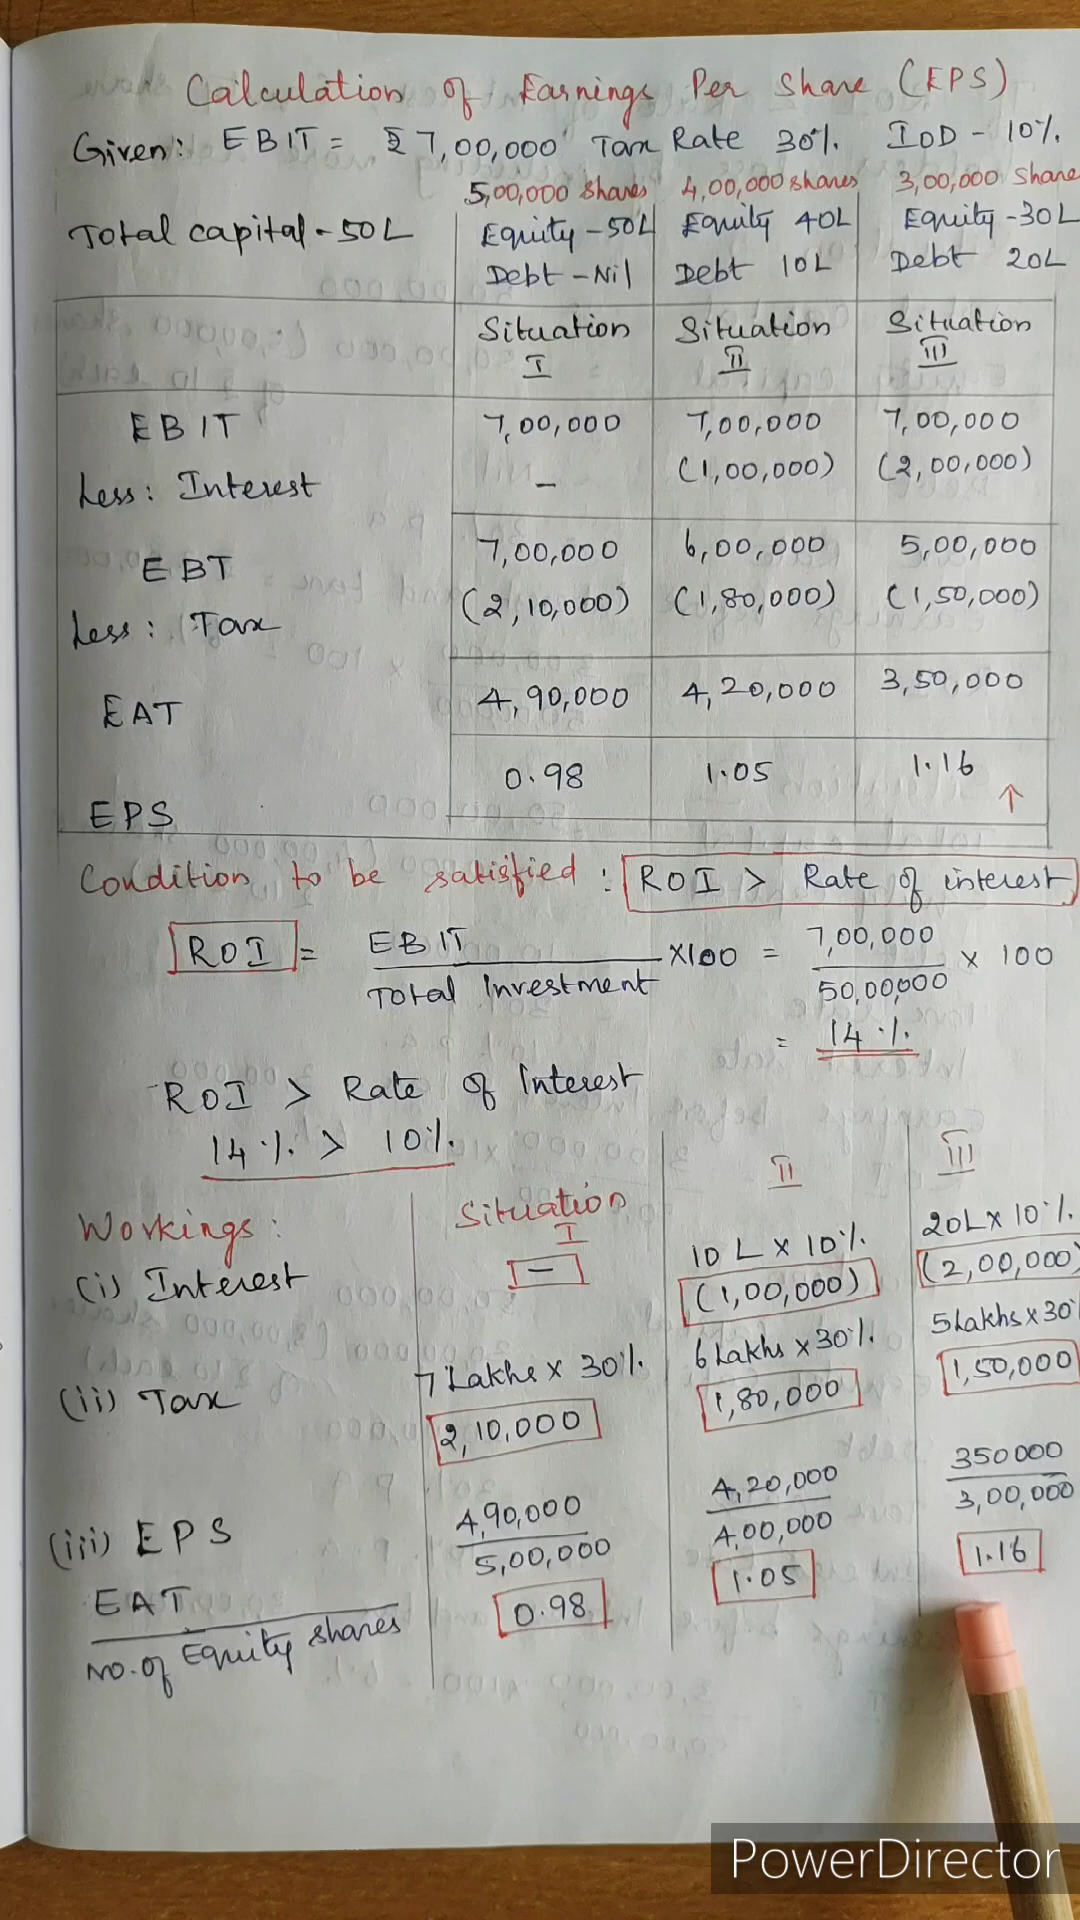 Calculation of Earnings Per Share (EPS)
Given: EBIT = ₹7,00,000 Tax Rate 30% IOD - 10%
5,00,000 shares 4,00,000 shares 3,00,000 Share
Total capital - 50L Equity - 50L Equity 40L Equity - 30L
Debt - Nil Debt 10L Debt 20L
Situation I Situation II Situation III
EBIT 7,00,000 7,00,000 7,00,000
Less: Interest - (1,00,000) (2,00,000)
EBT 7,00,000 6,00,000 5,00,000
Less: Tax (2,10,000) (1,80,000) (1,50,000)
EAT 4,90,000 4,20,000 3,50,000
EPS 0.98 1.05 1.16 ↑
Condition to be satisfied: ROI > Rate of interest
ROI = EBIT / Total Investment X100 = 7,00,000 / 50,00,000 x 100
= 14%
ROI > Rate of Interest
14% > 10%
Workings: Situation I II III
(i) Interest - 10 L x 10% 20L x 10%
(1,00,000) (2,00,000)
(ii) Tax 7 Lakhs x 30% 6 Lakhs x 30% 5 Lakhs x 30%
2,10,000 1,80,000 1,50,000
(iii) EPS 4,90,000 / 5,00,000 4,20,000 / 4,00,000 350000 / 3,00,000
EAT / No. of Equity shares 0.98 1.05 1.16
PowerDirector